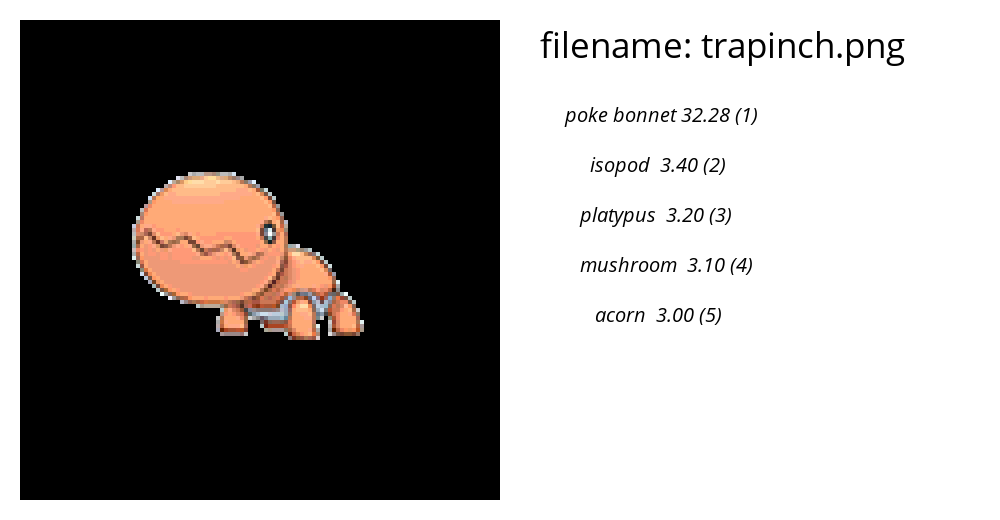 filename: trapinch.png
poke bonnet 32.28 (1)
isopod 3.40 (2)
platypus 3.20 (3)
mushroom 3.10 (4)
acorn 3.00 (5)